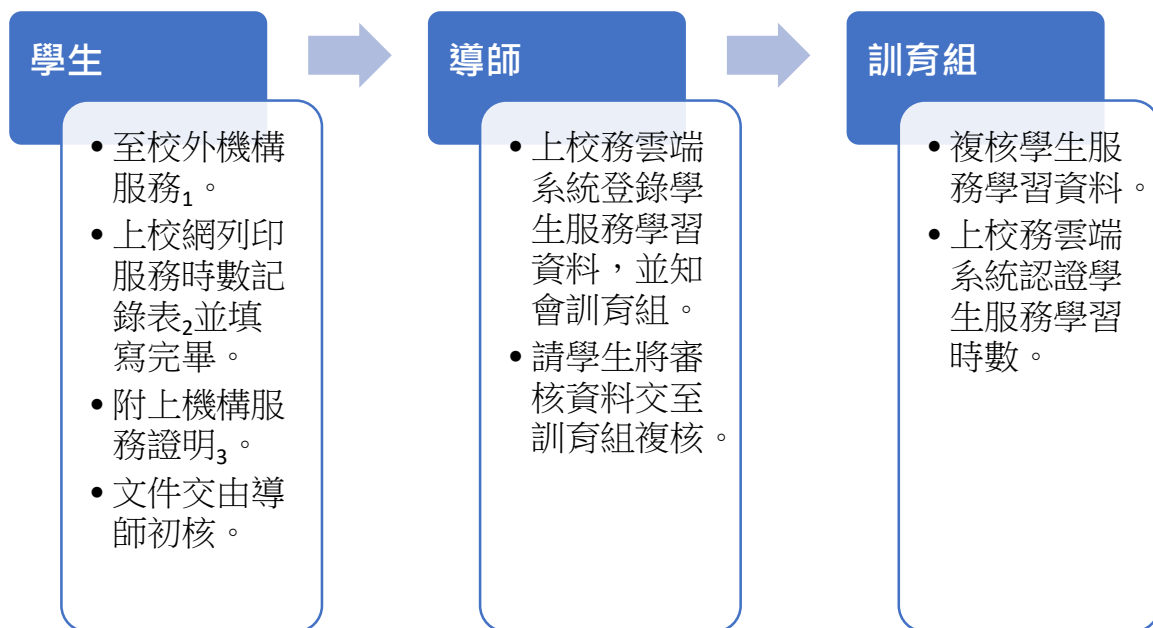 學生
• 至校外機構
服務₁。
• 上校網列印
服務時數記
錄表₂並填
寫完畢。
• 附上機構服
務證明₃。
• 文件交由導
師初核。
導師
• 上校務雲端
系統登錄學
生服務學習
資料，並知
會訓育組。
• 請學生將審
核資料交至
訓育組複核。
訓育組
• 複核學生服
務學習資料。
• 上校務雲端
系統認證學
生服務學習
時數。